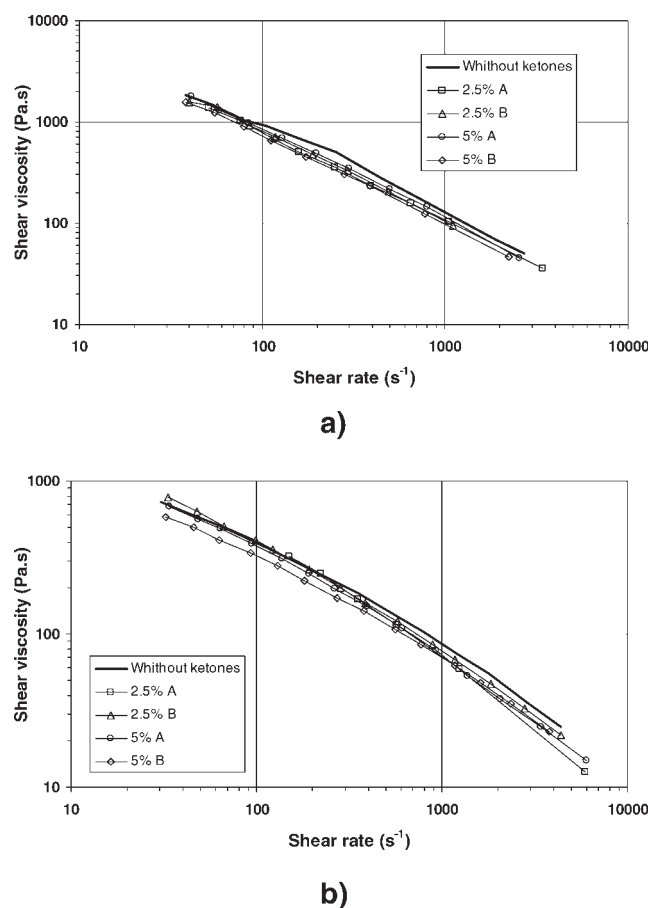 10000
1000
100
10
Shear viscosity (Pa.s)
Whithout ketones
2.5% A
2.5% B
5% A
5% B
10 100 1000 10000
Shear rate (s⁻¹)
a)
1000
100
10
Shear viscosity (Pa.s)
Whithout ketones
2.5% A
2.5% B
5% A
5% B
10 100 1000 10000
Shear rate (s⁻¹)
b)